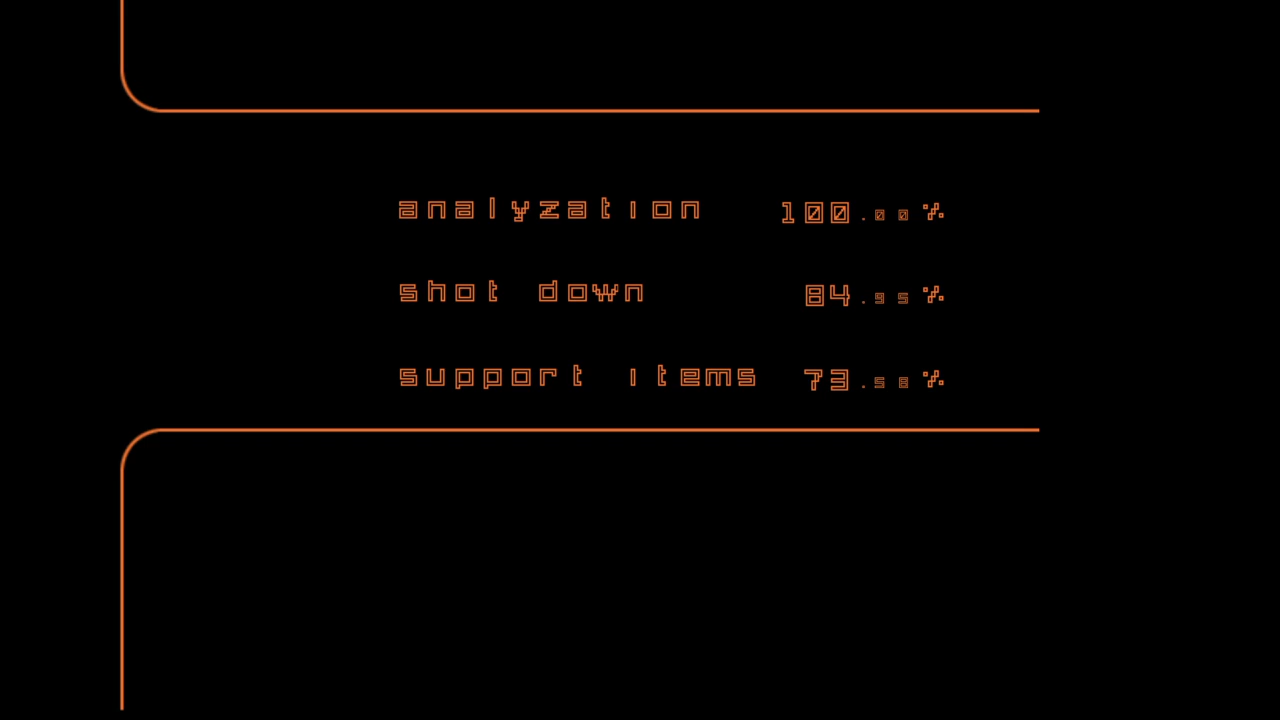 analyzation 100.00%
shot down 84.95%
support items 73.58%